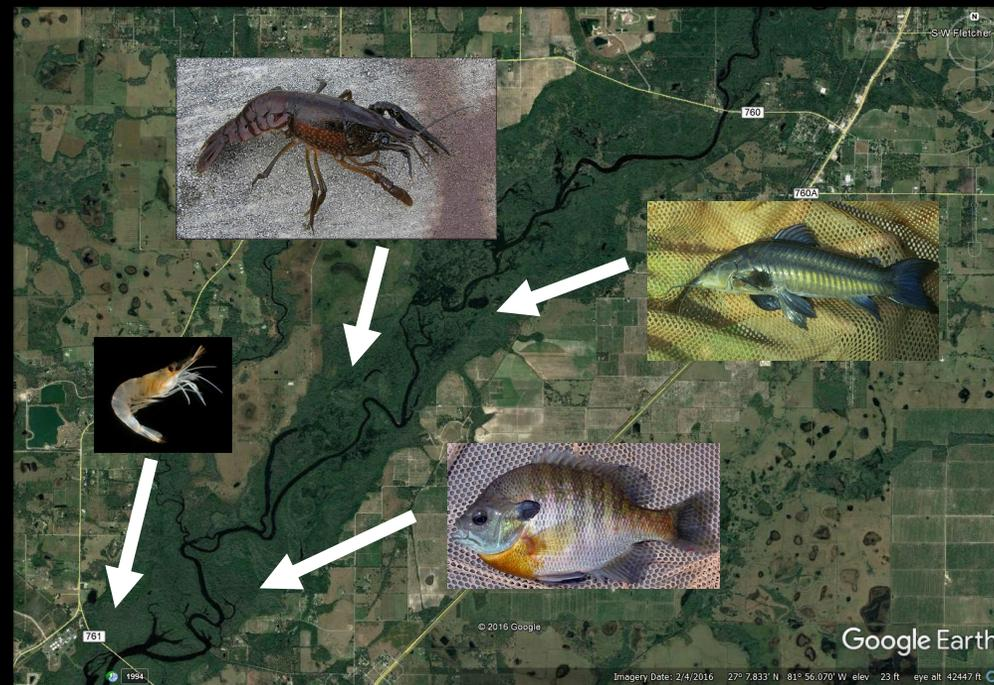 N
S W Fletcher
760
760A
761
© 2016 Google
Google Earth
1994
Imagery Date: 2/4/2016 27° 7.833' N 81° 56.070' W elev 23 ft eye alt 42447 ft